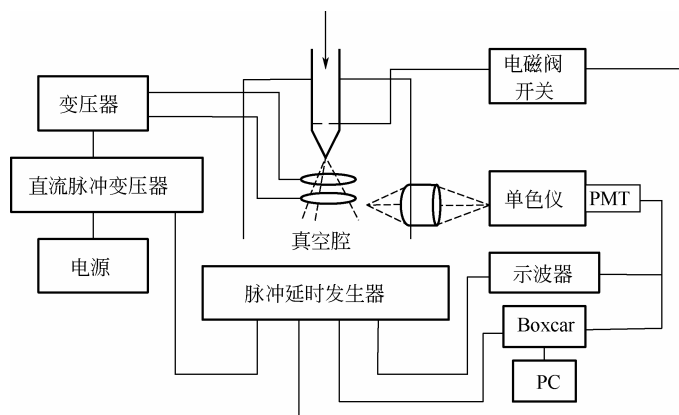 电磁阀
开关
变压器
直流脉冲变压器
电源
真空腔
单色仪
PMT
脉冲延时发生器
示波器
Boxcar
PC